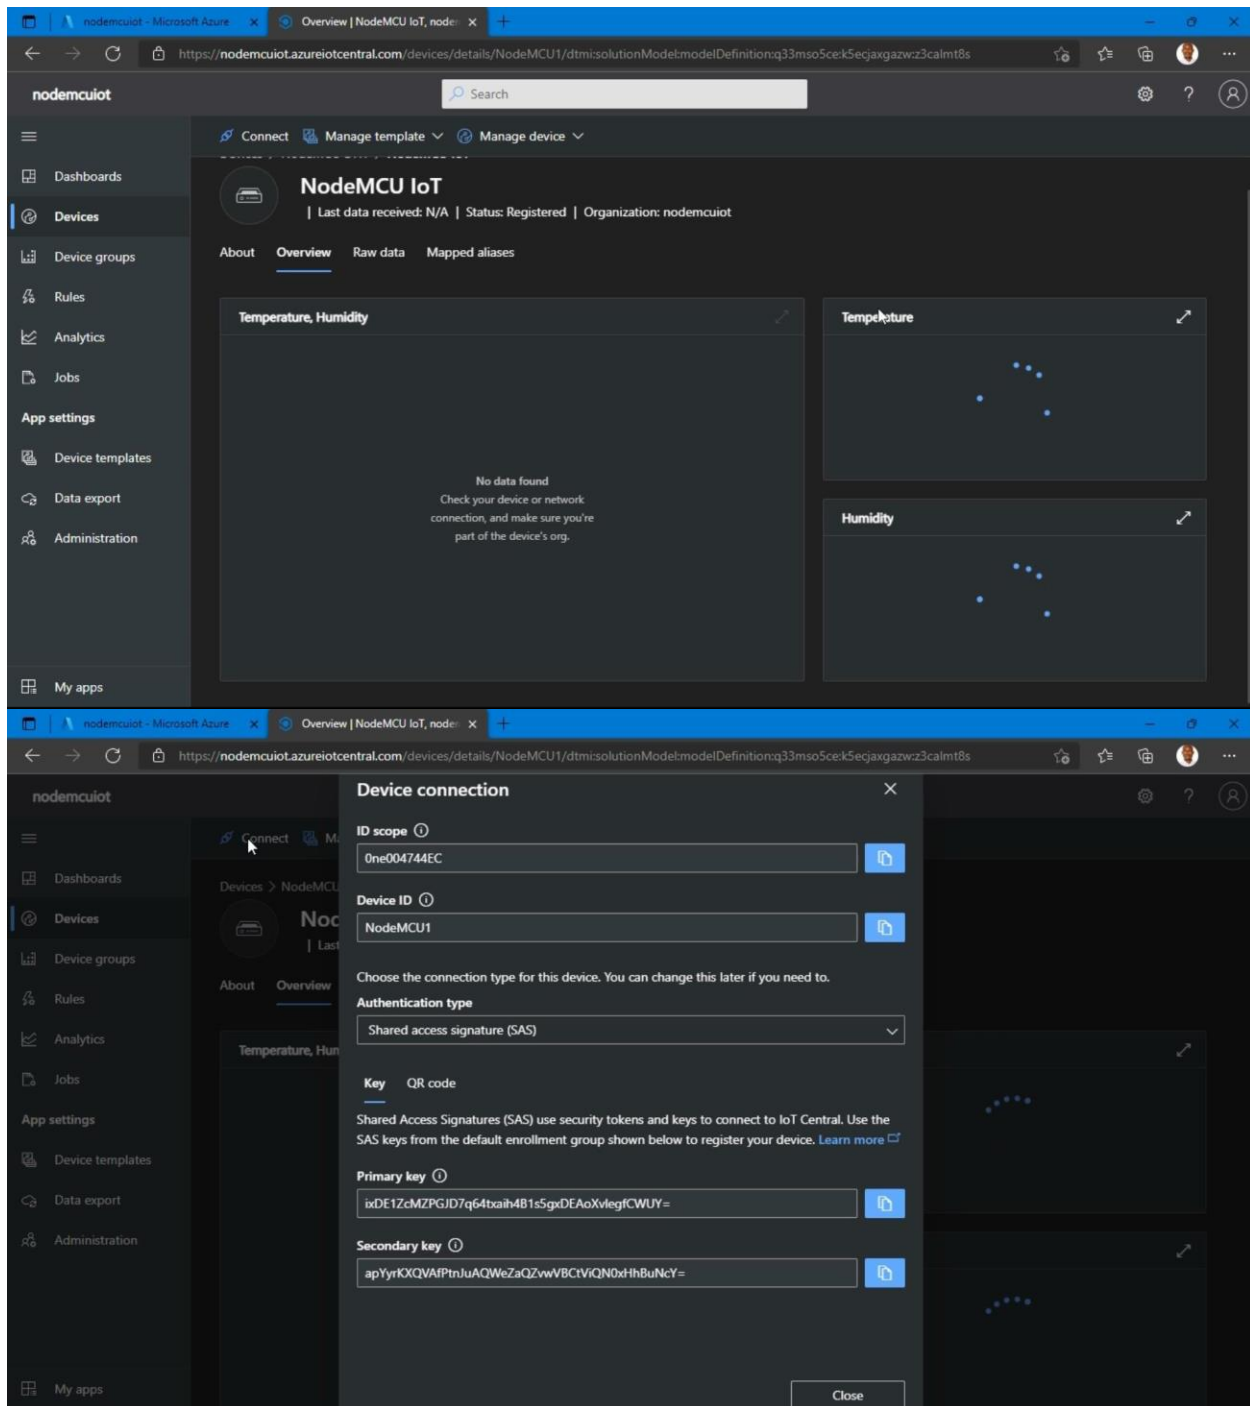 nodemcuiot - Microsoft Azure
Overview | NodeMCU IoT, node
https://nodemcuiot.azureiotcentral.com/devices/details/NodeMCU1/dtmi:solutionModel:modelDefinition:q33mso5ce:k5ecjaxgazw:z3calmt8s
nodemcuiot
Search
Connect
Manage template
Manage device
NodeMCU IoT
| Last data received: N/A | Status: Registered | Organization: nodemcuiot
About Overview Raw data Mapped aliases
Dashboards
Devices
Device groups
Rules
Analytics
Jobs
App settings
Device templates
Data export
Administration
My apps
Temperature, Humidity
No data found
Check your device or network
connection, and make sure you're
part of the device's org.
Temperature
Humidity
nodemcuiot - Microsoft Azure
Overview | NodeMCU IoT, node
https://nodemcuiot.azureiotcentral.com/devices/details/NodeMCU1/dtmi:solutionModel:modelDefinition:q33mso5ce:k5ecjaxgazw:z3calmt8s
nodemcuiot
Connect
Ma
Dashboards
Devices
Device groups
Rules
Analytics
Jobs
App settings
Device templates
Data export
Administration
My apps
Devices > NodeMCU
Nod
| Last
About Overview
Temperature, Hum
Device connection
ID scope
0ne004744EC
Device ID
NodeMCU1
Choose the connection type for this device. You can change this later if you need to.
Authentication type
Shared access signature (SAS)
Key QR code
Shared Access Signatures (SAS) use security tokens and keys to connect to IoT Central. Use the
SAS keys from the default enrollment group shown below to register your device. Learn more
Primary key
ixDE1ZcMZPGJD7q64txaih4B1s5gxDEAoXvlegfCWUY=
Secondary key
apYyrKXQVAfPtnJuAQWeZaQZvwVBCtViQN0xHhBuNcY=
Close